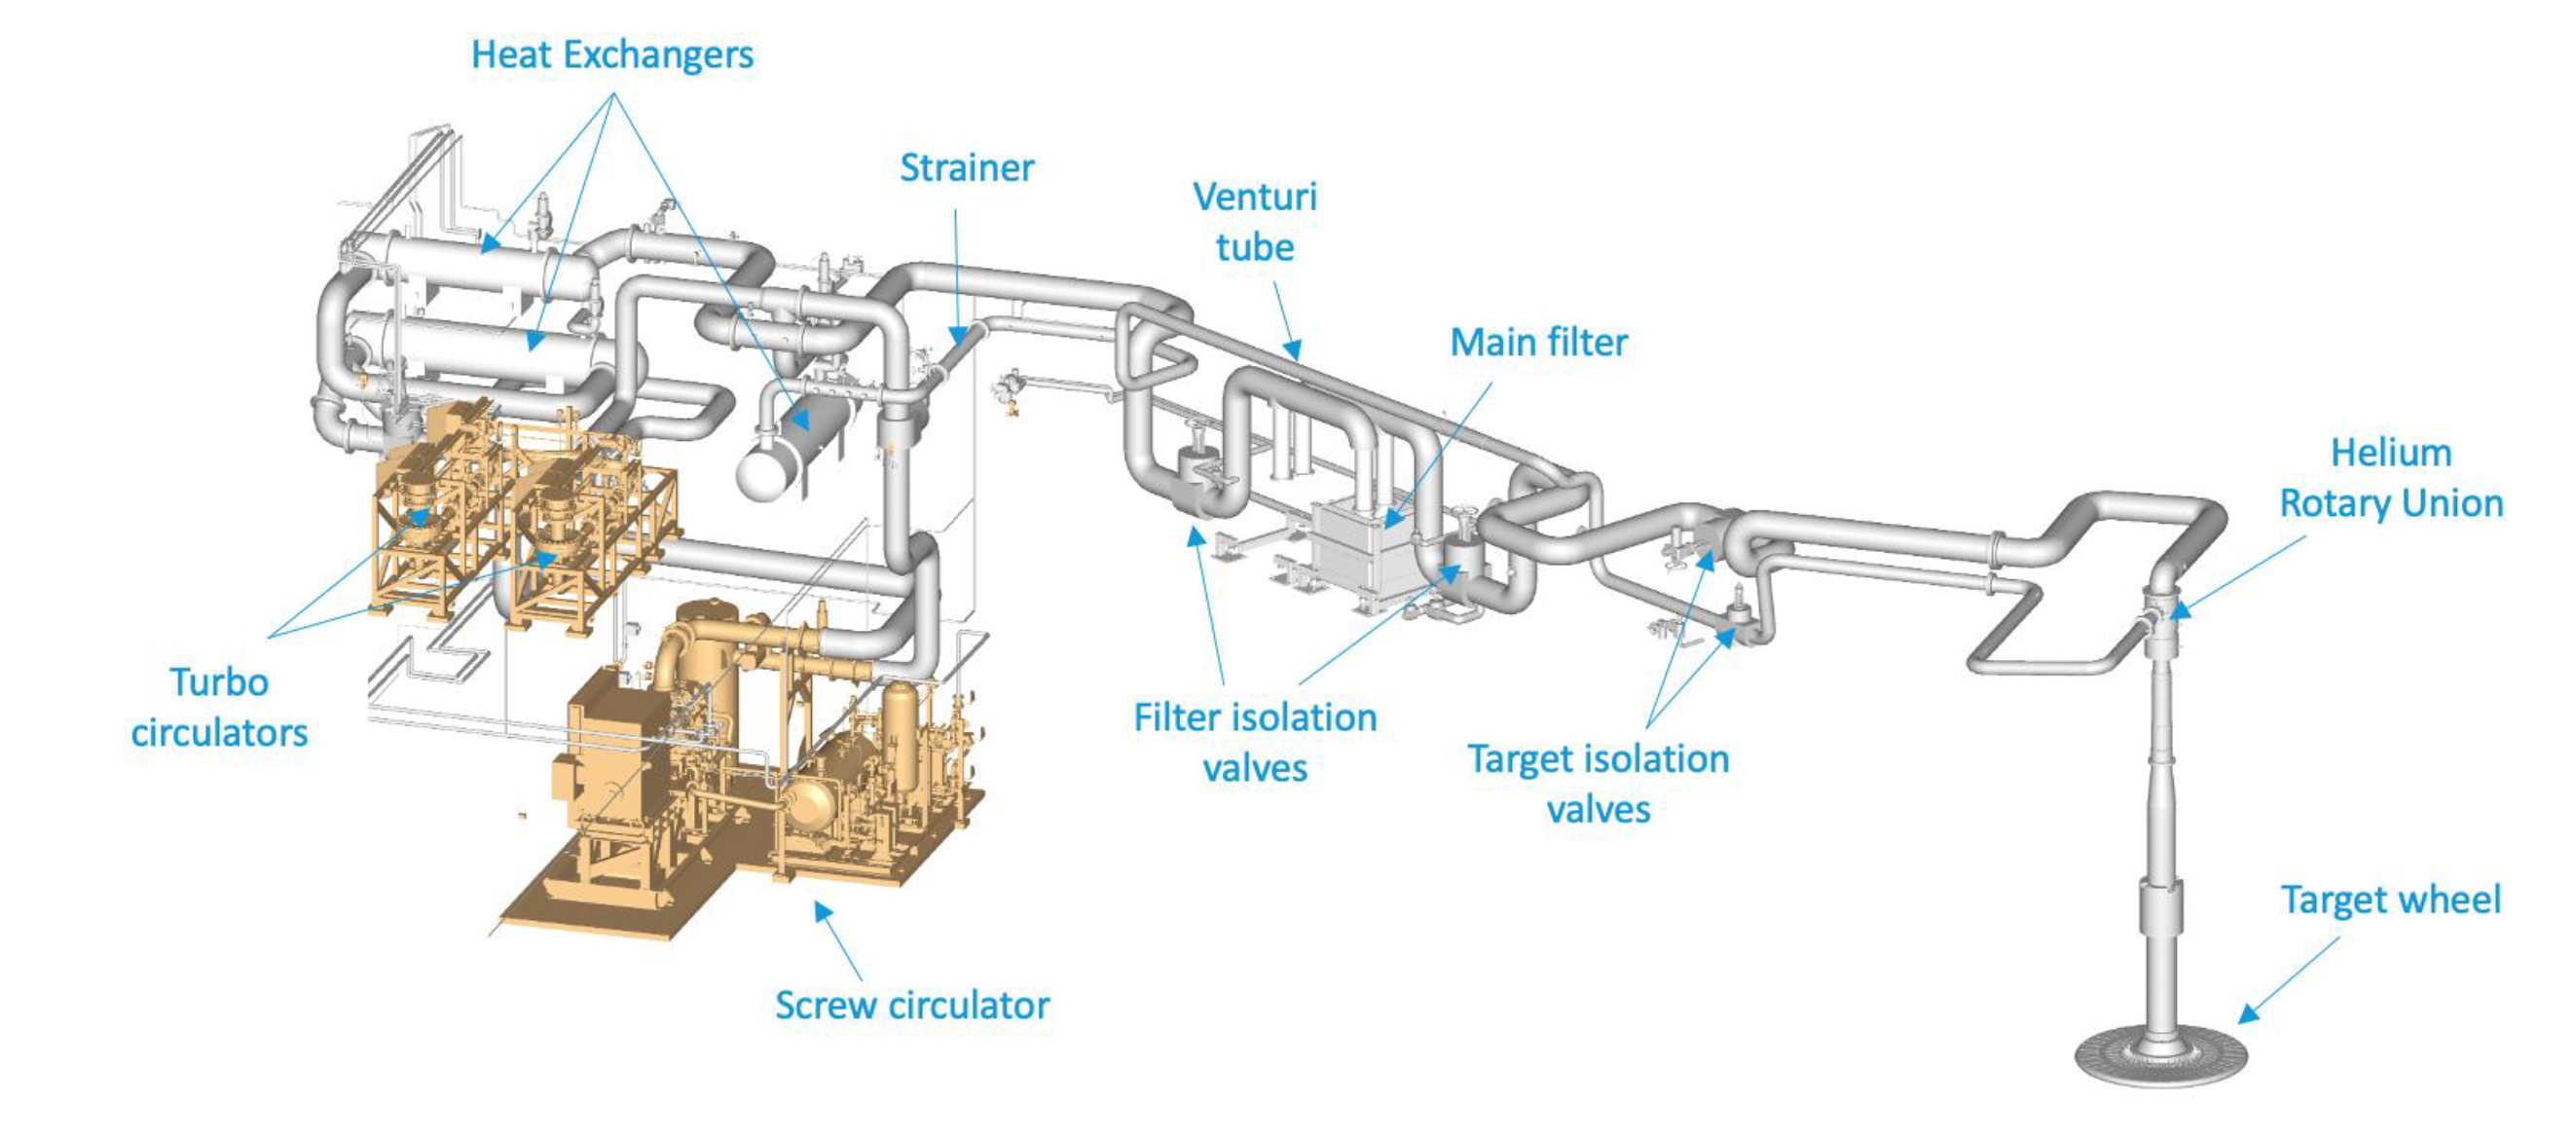 Heat Exchangers
Strainer
Venturi
tube
Main filter
Helium
Rotary Union
Turbo
circulators
Filter isolation
valves
Target isolation
valves
Target wheel
Screw circulator